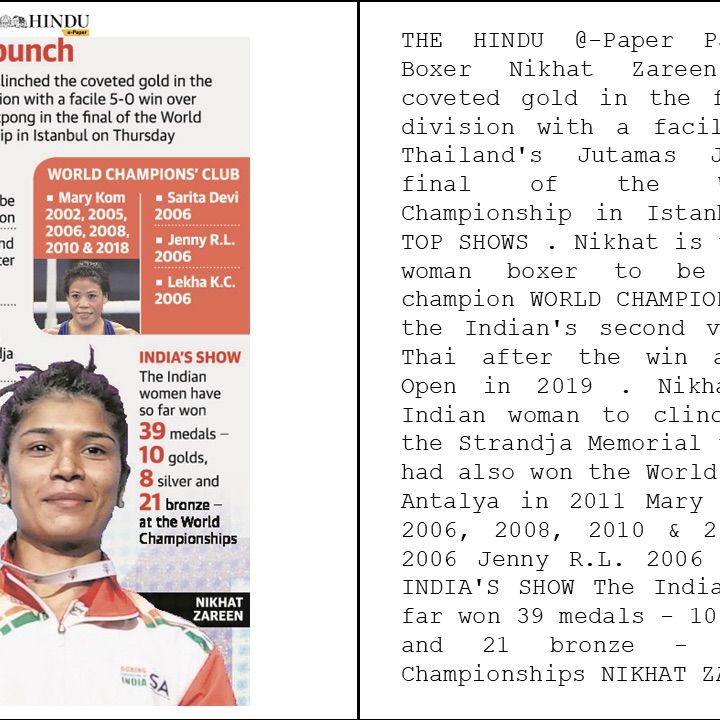 HINDU
e-Paper
punch
linched the coveted gold in the
ion with a facile 5-0 win over
pong in the final of the World
ip in Istanbul on Thursday
WORLD CHAMPIONS' CLUB
▪ Mary Kom
2002, 2005,
2006, 2008,
2010 & 2018
▪ Sarita Devi
2006
▪ Jenny R.L.
2006
▪ Lekha K.C.
2006
be
on
nd
ter
dja
INDIA'S SHOW
The Indian
women have
so far won
39 medals –
10 golds,
8 silver and
21 bronze –
at the World
Championships
NIKHAT
ZAREEN
BOXING
INDIA
SA
THE HINDU @-Paper P
Boxer Nikhat Zareen
coveted gold in the f
division with a facil
Thailand's Jutamas J
final of the W
Championship in Istan
TOP SHOWS . Nikhat is
woman boxer to be
champion WORLD CHAMPIO
the Indian's second v
Thai after the win a
Open in 2019 . Nikha
Indian woman to clinc
the Strandja Memorial
had also won the World
Antalya in 2011 Mary
2006, 2008, 2010 & 2
2006 Jenny R.L. 2006
INDIA'S SHOW The India
far won 39 medals - 10
and 21 bronze -
Championships NIKHAT ZA